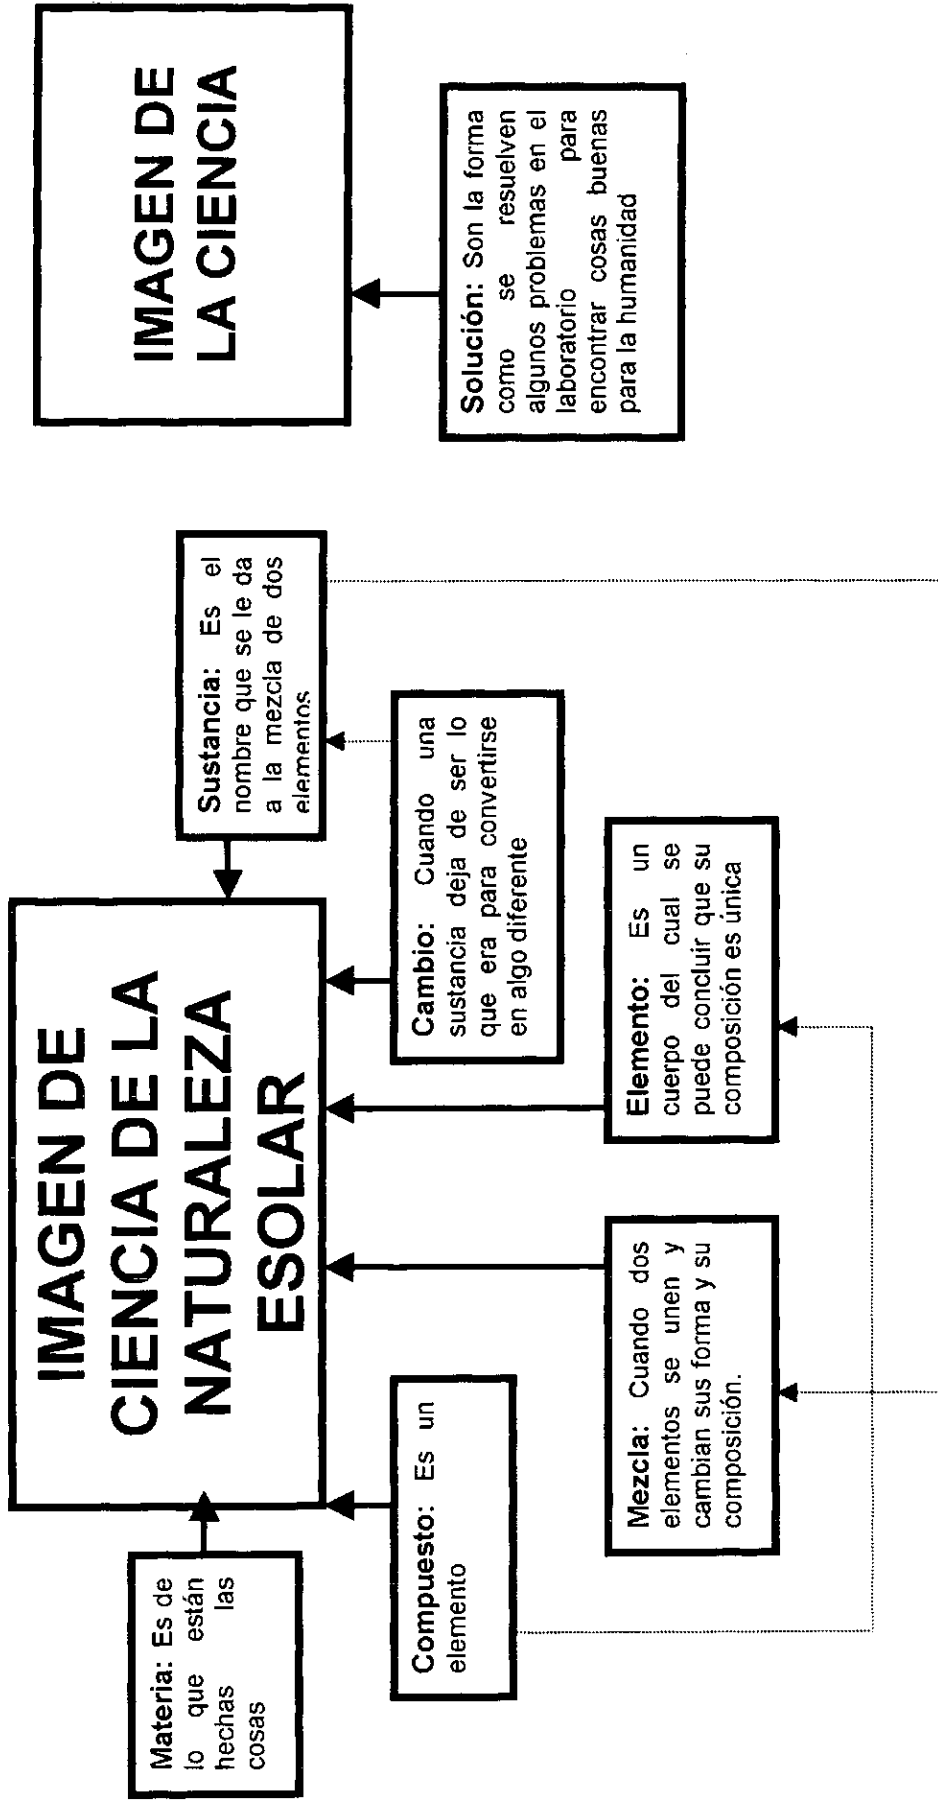 IMAGEN DE
CIENCIA DE LA
NATURALEZA
ESOLAR
IMAGEN DE
LA CIENCIA
Materia: Es de
lo que están
hechas las
cosas
Sustancia: Es el
nombre que se le da
a la mezcla de dos
elementos
Compuesto: Es un
elemento
Cambio: Cuando una
sustancia deja de ser lo
que era para convertirse
en algo diferente
Solución: Son la forma
como se resuelven
algunos problemas en el
laboratorio para
encontrar cosas buenas
para la humanidad
Mezcla: Cuando dos
elementos se unen y
cambian sus forma y su
composición.
Elemento: Es un
cuerpo del cual se
puede concluir que su
composición es única